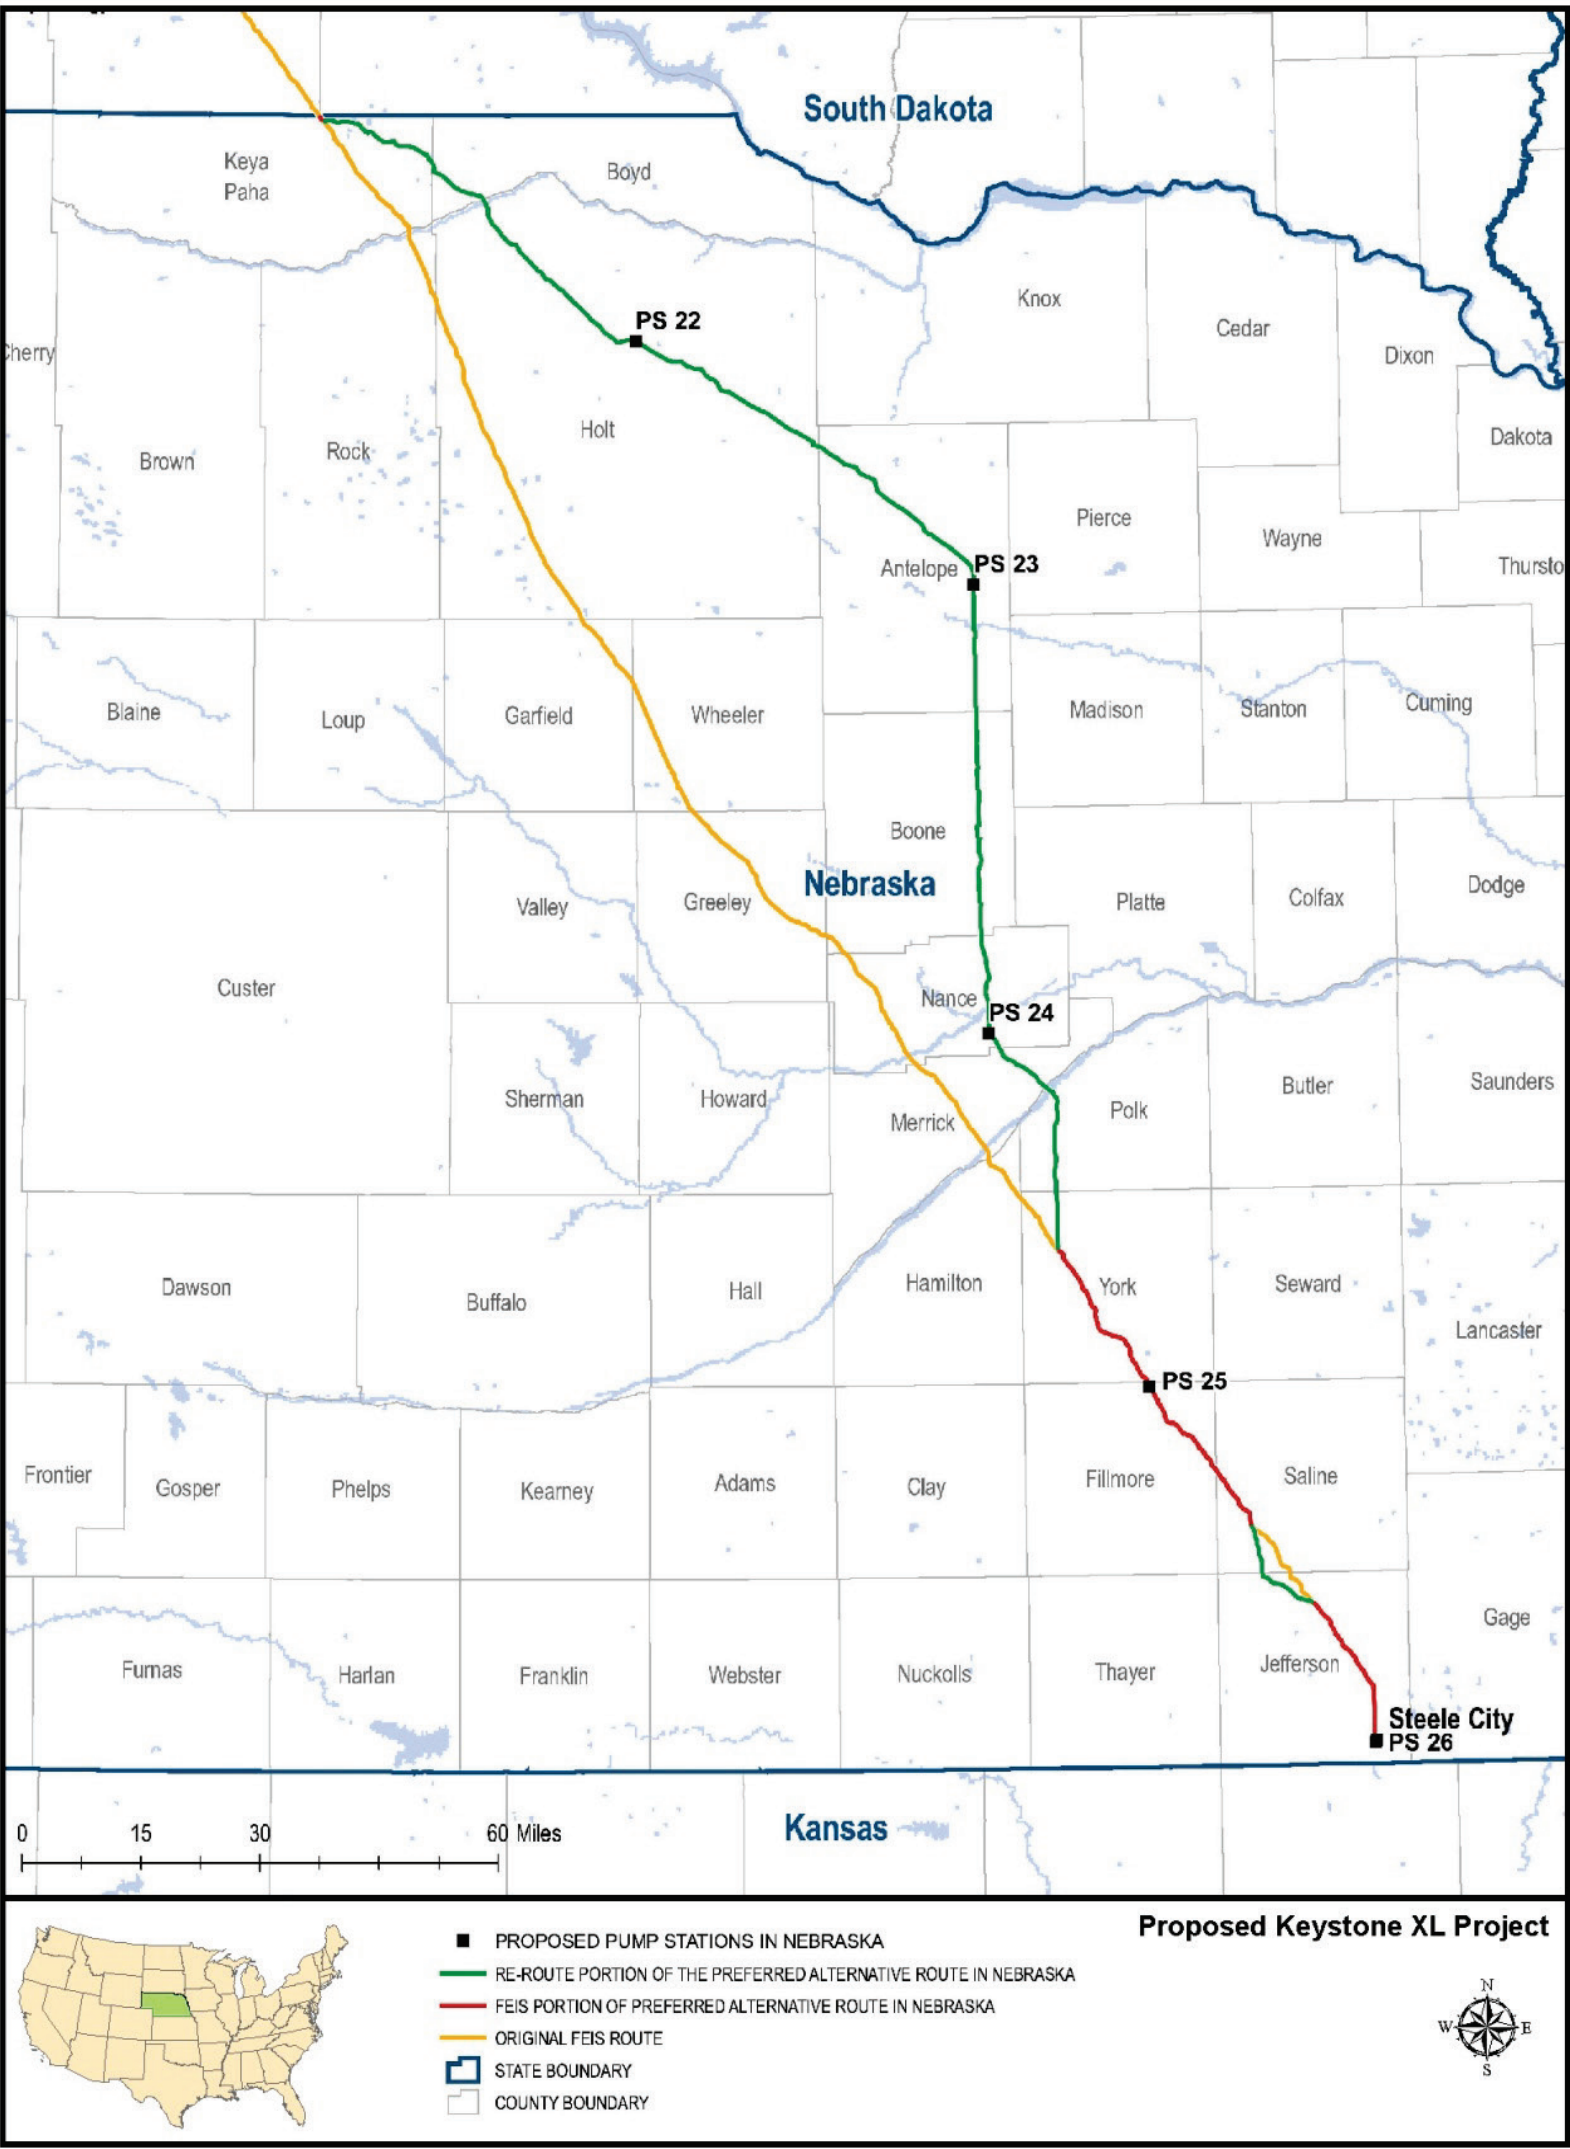 South Dakota
Keya
Paha
Boyd
Knox
Cedar
Dixon
PS 22
Cherry
Holt
Dakota
Brown
Rock
Pierce
Wayne
Antelope
PS 23
Thursto
Blaine
Loup
Garfield
Wheeler
Madison
Stanton
Cuming
Boone
Nebraska
Valley
Greeley
Platte
Colfax
Dodge
Custer
Nance
PS 24
Sherman
Howard
Merrick
Polk
Butler
Saunders
Dawson
Buffalo
Hall
Hamilton
York
Seward
Lancaster
PS 25
Frontier
Gosper
Phelps
Kearney
Adams
Clay
Fillmore
Saline
Furnas
Harlan
Franklin
Webster
Nuckolls
Thayer
Jefferson
Gage
Steele City
PS 26
Kansas
0 15 30 60 Miles
Proposed Keystone XL Project
PROPOSED PUMP STATIONS IN NEBRASKA
RE-ROUTE PORTION OF THE PREFERRED ALTERNATIVE ROUTE IN NEBRASKA
FEIS PORTION OF PREFERRED ALTERNATIVE ROUTE IN NEBRASKA
ORIGINAL FEIS ROUTE
STATE BOUNDARY
COUNTY BOUNDARY
N
W E
S